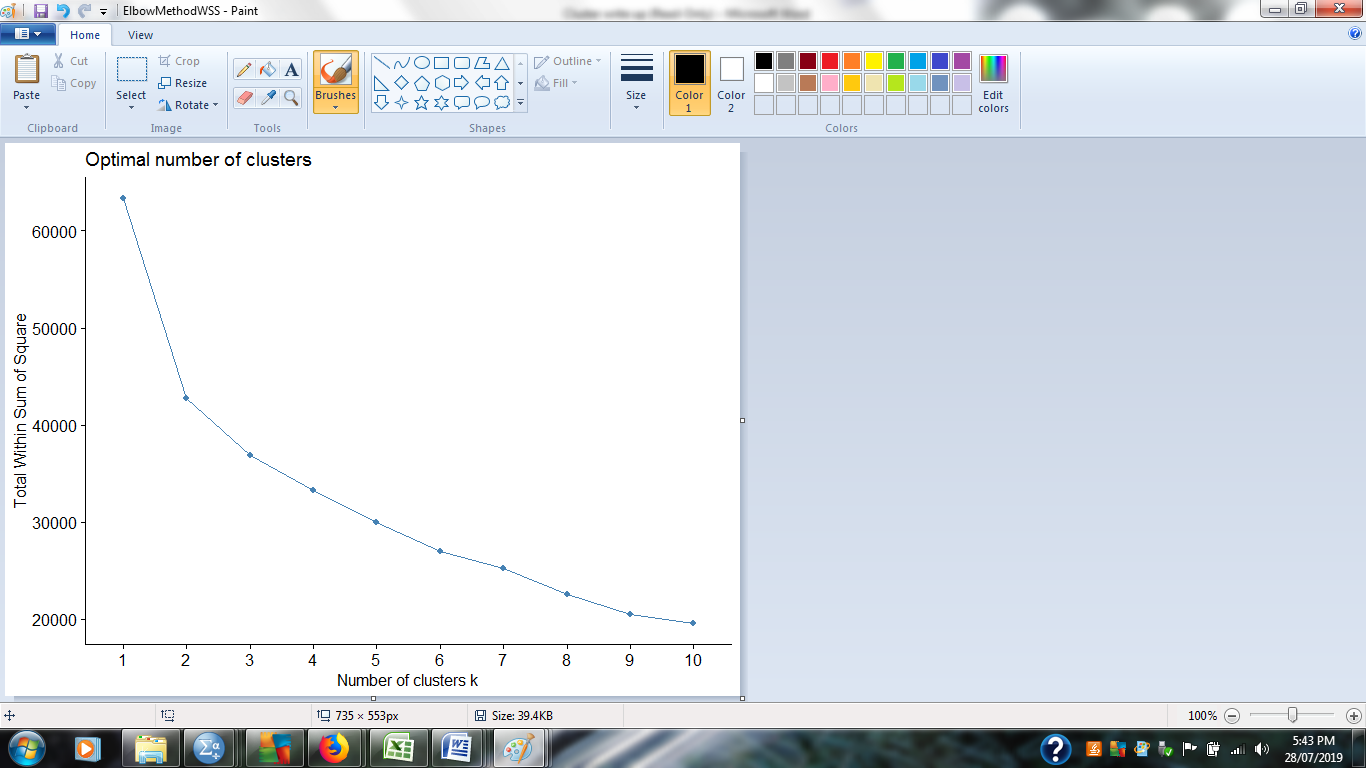 ElbowMethodWSS - Paint
Home View
Paste
Cut
Copy
Clipboard
Select
Crop
Resize
Rotate
Image
A
Tools
Brushes
Outline
Fill
Shapes
Size
Color 1
Color 2
Edit colors
Colors
Optimal number of clusters
Total Within Sum of Square
60000
50000
40000
30000
20000
1 2 3 4 5 6 7 8 9 10
Number of clusters k
735 × 553px
Size: 39.4KB
100%
5:43 PM
28/07/2019